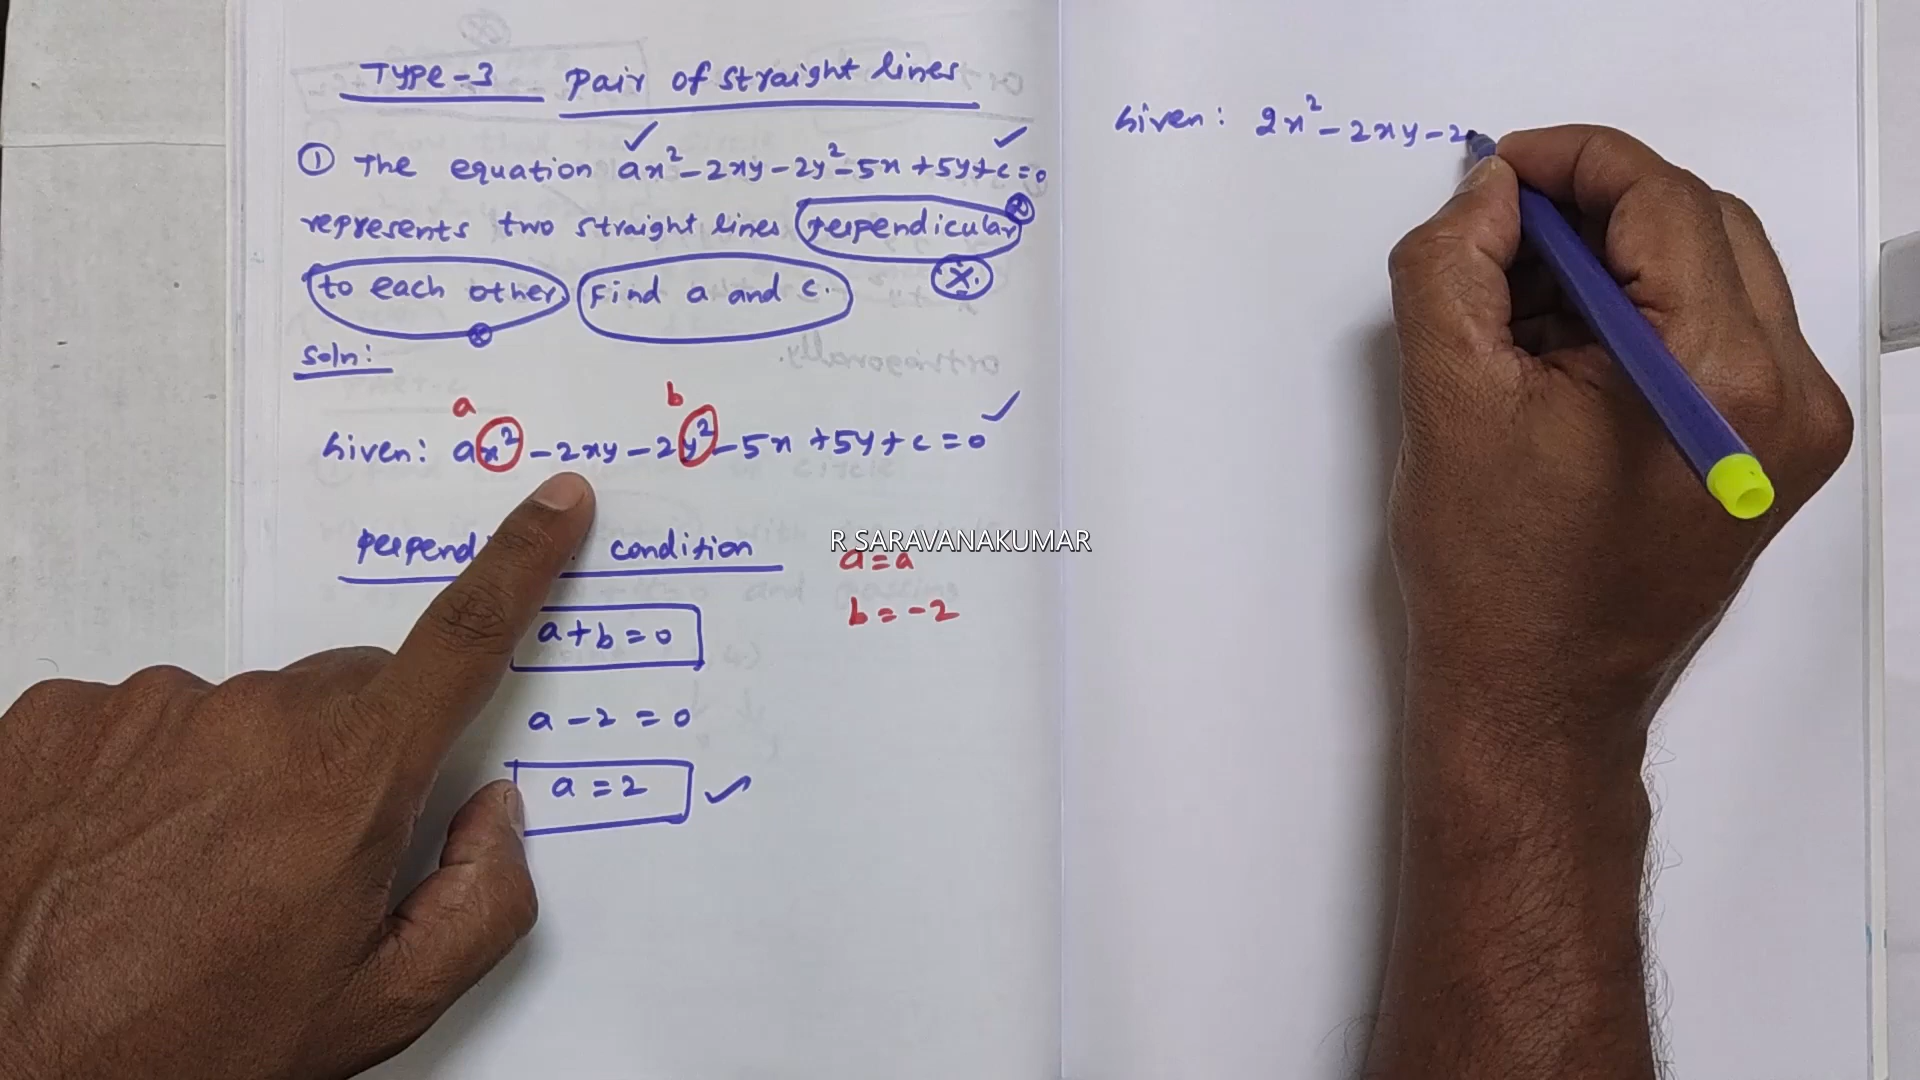 TYPE-3 Pair of straight lines
① The equation ax²-2xy-2y²-5x+5y+c=0
represents two straight lines perpendicular
to each other Find a and c.
Soln:
a b
Given: ax²-2xy-2y²-5x+5y+c=0
condition
a+b=0
a-2=0
a=2
a=a
b=-2
R SARAVANAKUMAR
Given: 2x²-2xy-2